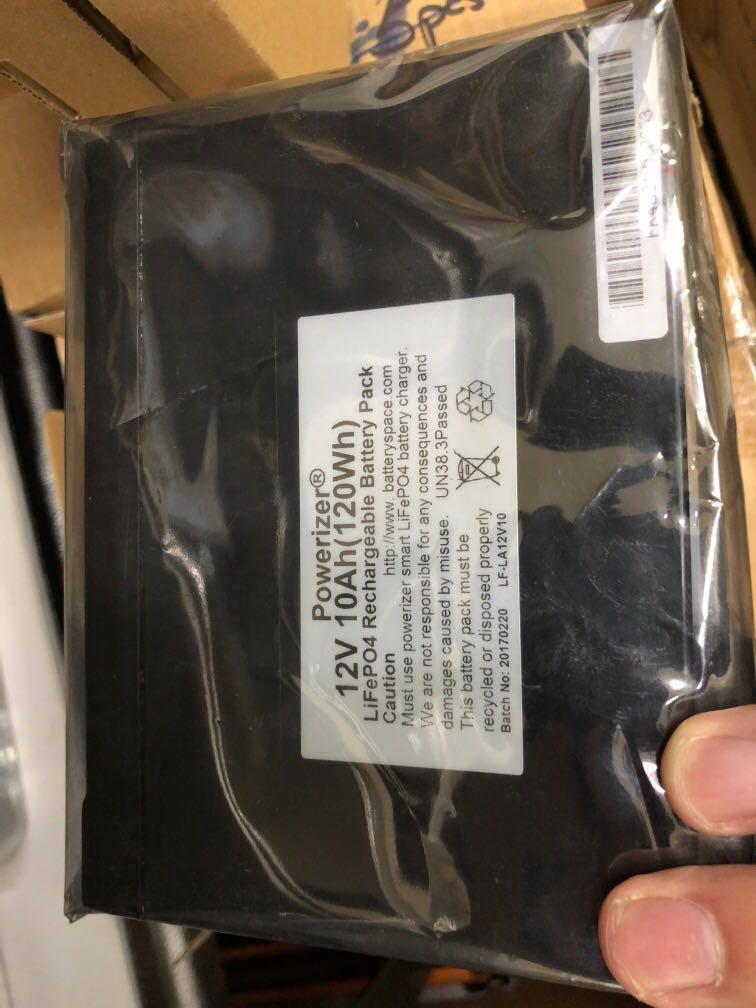 Powerizer®
12V 10Ah(120Wh)
LiFePO4 Rechargeable Battery Pack
Caution http://www.batteryspace.com
Must use powerizer smart LiFePO4 battery charger.
We are not responsible for any consequences and
damages caused by misuse. UN38.3Passed
This battery pack must be
recycled or disposed properly
Batch No: 20170220 LF-LA12V10
pcs